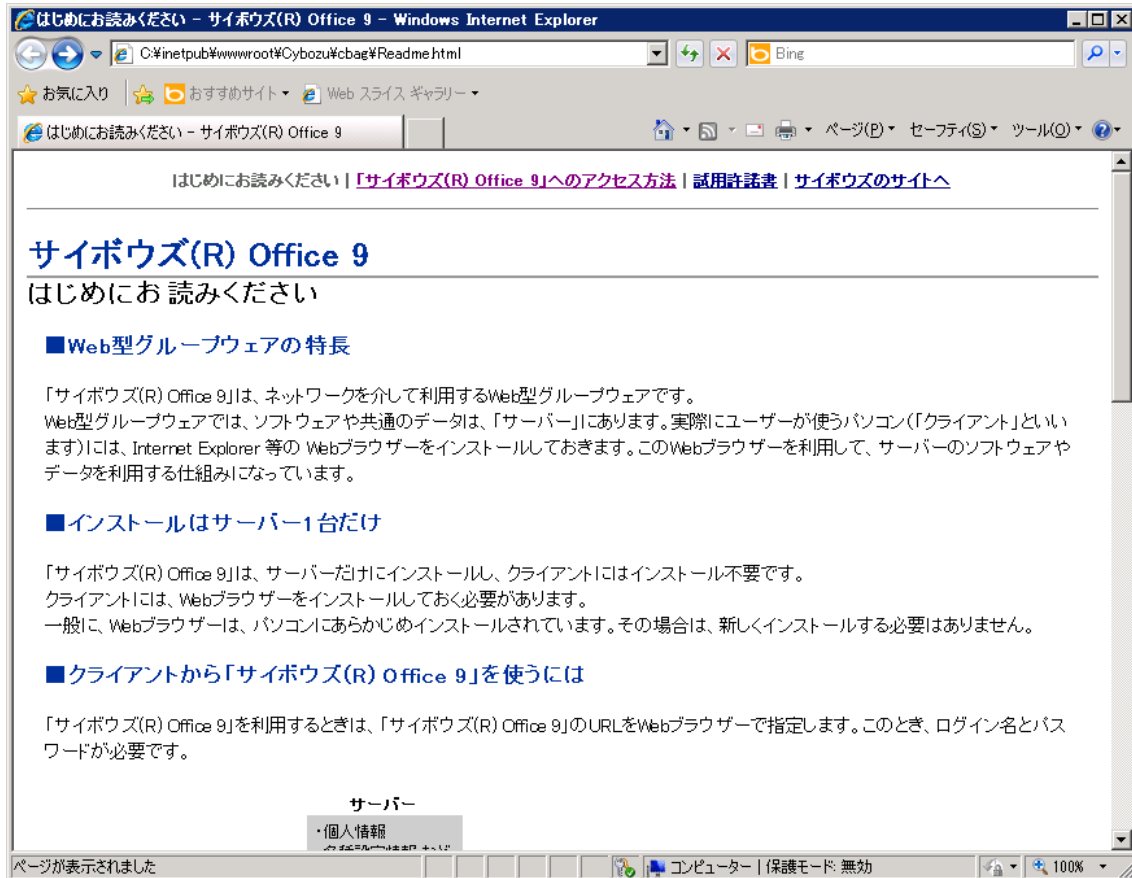 はじめにお読みください - サイボウズ(R) Office 9 - Windows Internet Explorer
C:¥inetpub¥wwwroot¥Cybozu¥cbag¥Readme.html
Bing
お気に入り
おすすめサイト
Web スライス ギャラリー
はじめにお読みください - サイボウズ(R) Office 9
ページ(P) セーフティ(S) ツール(O)
はじめにお読みください | 「サイボウズ(R) Office 9」へのアクセス方法 | 試用許諾書 | サイボウズのサイトへ
サイボウズ(R) Office 9
はじめにお読みください
■Web型グループウェアの特長
「サイボウズ(R) Office 9」は、ネットワークを介して利用するWeb型グループウェアです。
Web型グループウェアでは、ソフトウェアや共通のデータは、「サーバー」にあります。実際にユーザーが使うパソコン(「クライアント」といい
ます)には、Internet Explorer 等の Webブラウザーをインストールしておきます。このWebブラウザーを利用して、サーバーのソフトウェアや
データを利用する仕組みになっています。
■インストールはサーバー1台だけ
「サイボウズ(R) Office 9」は、サーバーだけにインストールし、クライアントにはインストール不要です。
クライアントには、Webブラウザーをインストールしておく必要があります。
一般に、Webブラウザーは、パソコンにあらかじめインストールされています。その場合は、新しくインストールする必要はありません。
■クライアントから「サイボウズ(R) Office 9」を使うには
「サイボウズ(R) Office 9」を利用するときは、「サイボウズ(R) Office 9」のURLをWebブラウザーで指定します。このとき、ログイン名とパス
ワードが必要です。
サーバー
・個人情報
ページが表示されました
コンピューター | 保護モード: 無効
100%